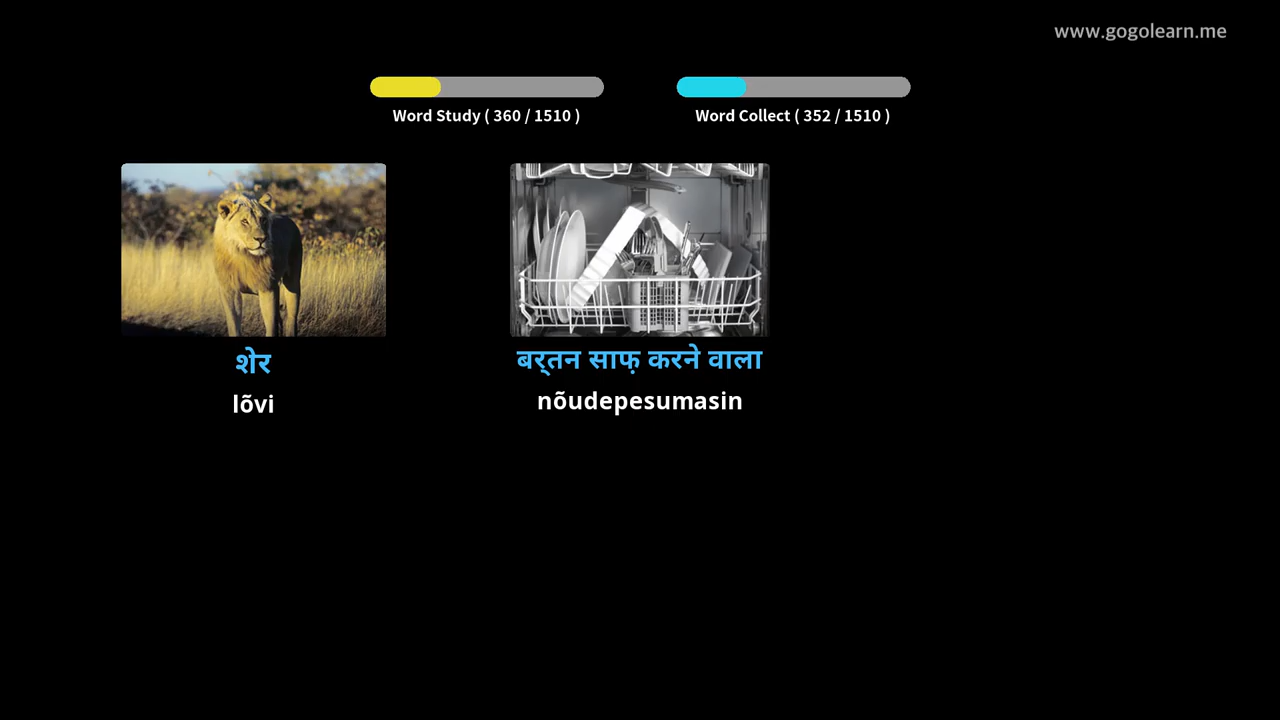 www.gogolearn.me
Word Study ( 360 / 1510 )
Word Collect ( 352 / 1510 )
शेर
lõvi
बर्‌तन साफ़ करने वाला
nõudepesumasin